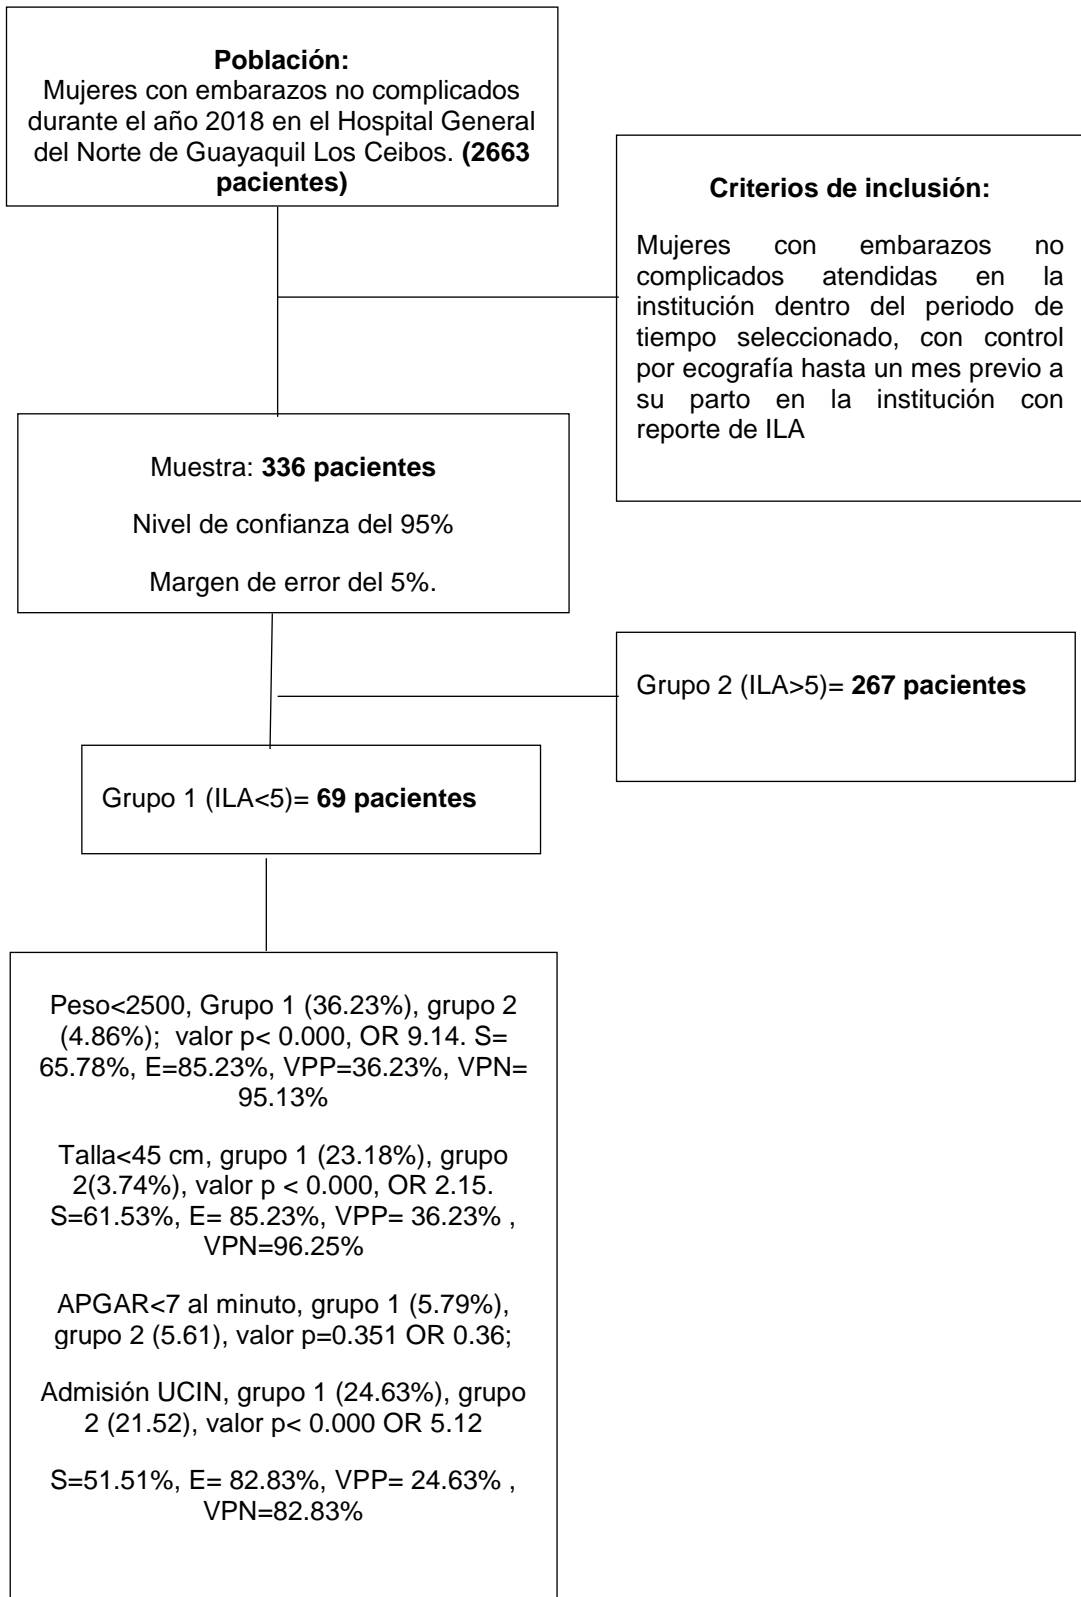 Población:
Mujeres con embarazos no complicados
durante el año 2018 en el Hospital General
del Norte de Guayaquil Los Ceibos. (2663
pacientes)
Criterios de inclusión:
Mujeres con embarazos no
complicados atendidas en la
institución dentro del periodo de
tiempo seleccionado, con control
por ecografía hasta un mes previo a
su parto en la institución con
reporte de ILA
Muestra: 336 pacientes
Nivel de confianza del 95%
Margen de error del 5%.
Grupo 2 (ILA>5)= 267 pacientes
Grupo 1 (ILA<5)= 69 pacientes
Peso<2500, Grupo 1 (36.23%), grupo 2
(4.86%); valor p< 0.000, OR 9.14. S=
65.78%, E=85.23%, VPP=36.23%, VPN=
95.13%
Talla<45 cm, grupo 1 (23.18%), grupo
2(3.74%), valor p < 0.000, OR 2.15.
S=61.53%, E= 85.23%, VPP= 36.23% ,
VPN=96.25%
APGAR<7 al minuto, grupo 1 (5.79%),
grupo 2 (5.61), valor p=0.351 OR 0.36;
Admisión UCIN, grupo 1 (24.63%), grupo
2 (21.52), valor p< 0.000 OR 5.12
S=51.51%, E= 82.83%, VPP= 24.63% ,
VPN=82.83%